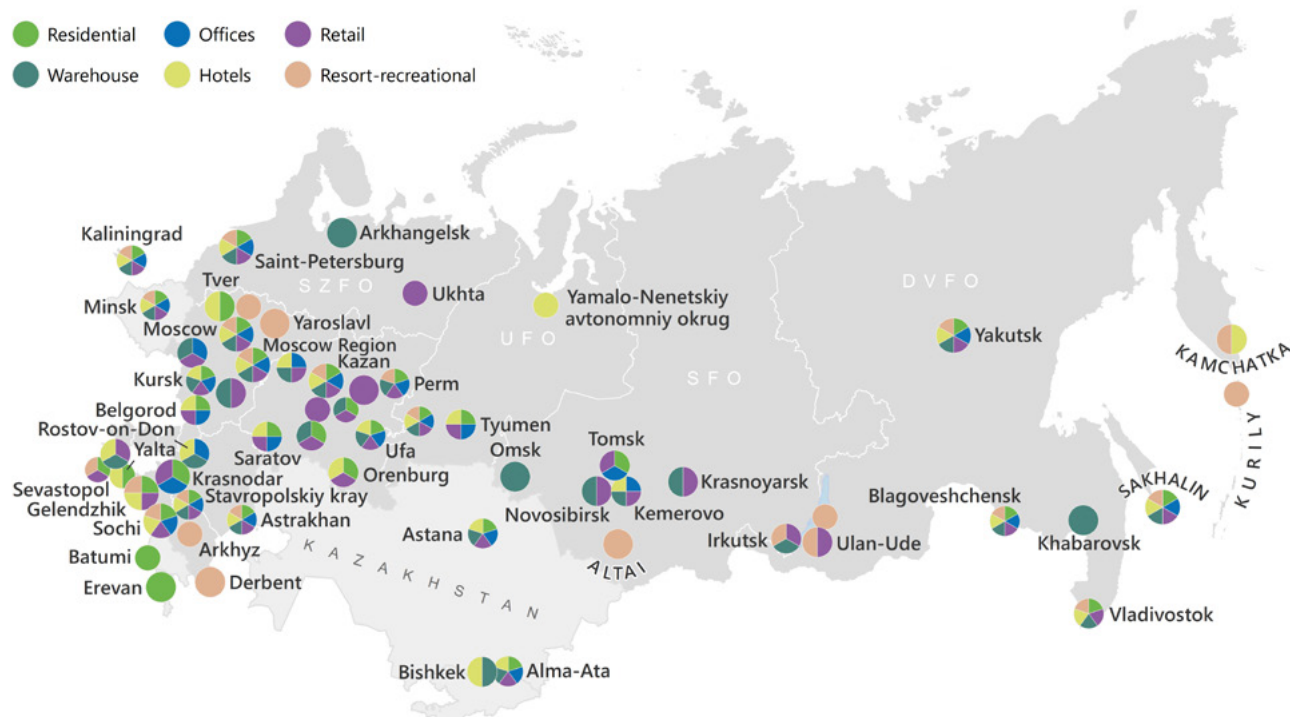 Residential
Offices
Retail
Warehouse
Hotels
Resort-recreational
Kaliningrad
Arkhangelsk
Saint-Petersburg
SZFO
Tver
Ukhta
Yamalo-Nenetskiy
avtonomniy okrug
DVFO
Minsk
Yaroslavl
Moscow
UFO
Yakutsk
Moscow Region
KAMCHATKA
Kazan
SFO
Kursk
Perm
Belgorod
Rostov-on-Don
Tyumen
KURILY
Yalta
Saratov
Ufa
Omsk
Tomsk
Orenburg
Krasnodar
Krasnoyarsk
Sevastopol
Stavropolskiy kray
Blagoveshchensk
SAKHALIN
Gelendzhik
Novosibirsk
Kemerovo
Sochi
Astrakhan
Astana
Irkutsk
Ulan-Ude
Khabarovsk
Arkhyz
Batumi
KAZAKHSTAN
ALTAI
Erevan
Derbent
Vladivostok
Bishkek
Alma-Ata